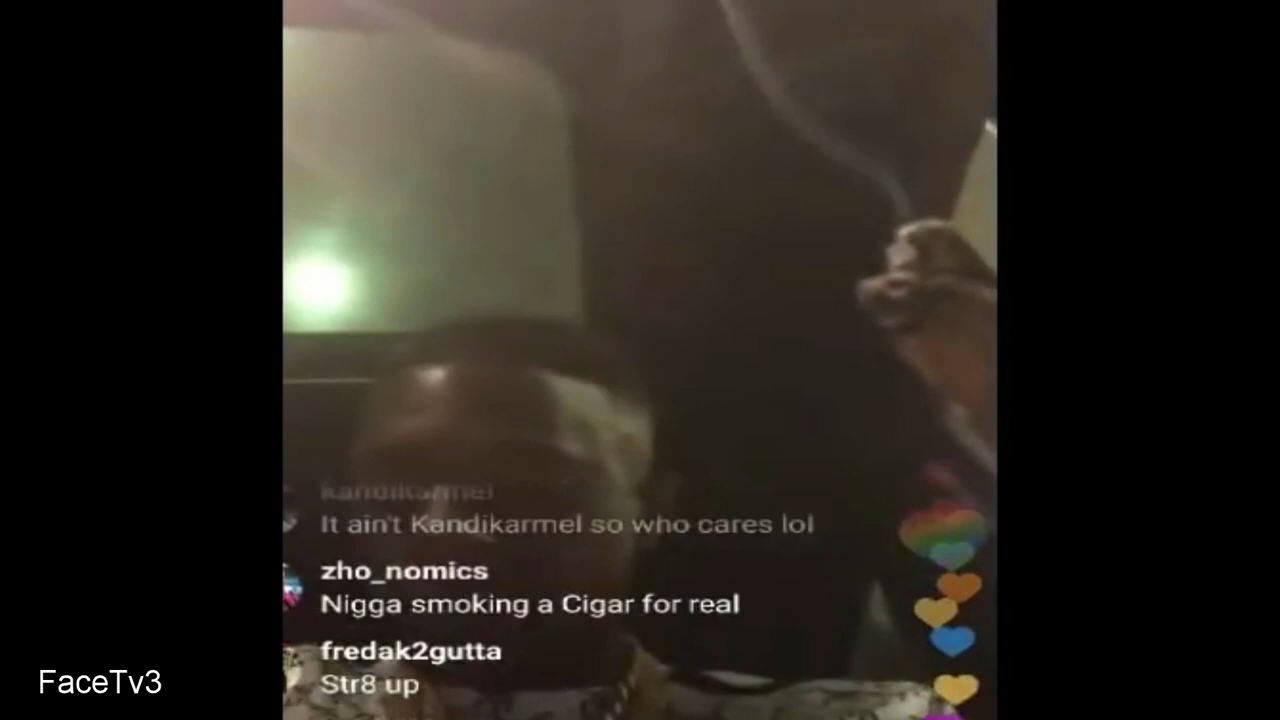 kandikarmel
It ain't Kandikarmel so who cares lol
zho_nomics
Nigga smoking a Cigar for real
fredak2gutta
Str8 up
FaceTv3